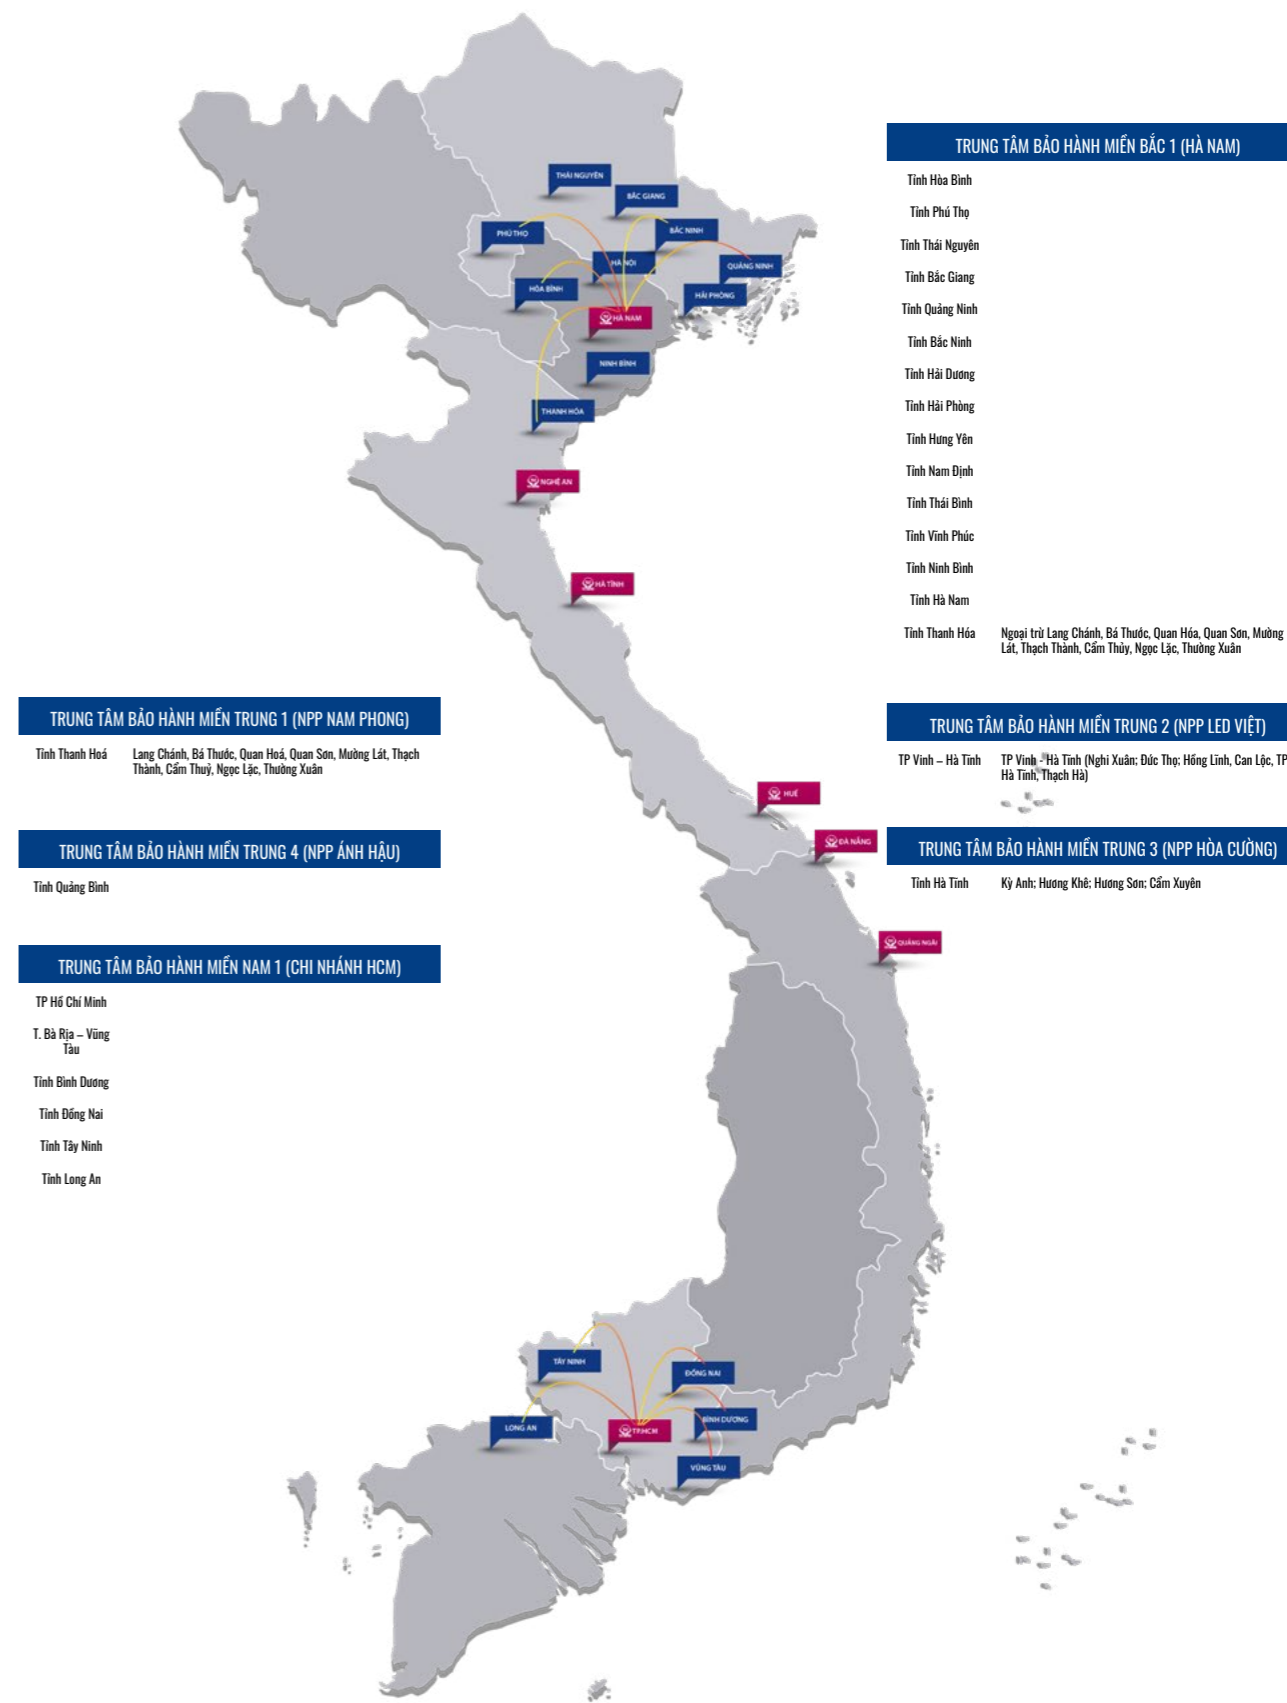 THÁI NGUYÊN
BẮC GIANG
PHÚ THỌ
BẮC NINH
HÀ NỘI
QUẢNG NINH
HÒA BÌNH
HẢI PHÒNG
HÀ NAM
NINH BÌNH
THANH HÓA
NGHỆ AN
HÀ TĨNH
HUẾ
ĐÀ NẴNG
QUẢNG NGÃI
TÂY NINH
ĐỒNG NAI
LONG AN
BÌNH DƯƠNG
TP.HCM
VŨNG TÀU
TRUNG TÂM BẢO HÀNH MIỀN BẮC 1 (HÀ NAM)
Tỉnh Hòa Bình
Tỉnh Phú Thọ
Tỉnh Thái Nguyên
Tỉnh Bắc Giang
Tỉnh Quảng Ninh
Tỉnh Bắc Ninh
Tỉnh Hải Dương
Tỉnh Hải Phòng
Tỉnh Hưng Yên
Tỉnh Nam Định
Tỉnh Thái Bình
Tỉnh Vĩnh Phúc
Tỉnh Ninh Bình
Tỉnh Hà Nam
Tỉnh Thanh Hóa Ngoại trừ Lang Chánh, Bá Thước, Quan Hóa, Quan Sơn, Mường
Lát, Thạch Thành, Cẩm Thủy, Ngọc Lặc, Thường Xuân
TRUNG TÂM BẢO HÀNH MIỀN TRUNG 1 (NPP NAM PHONG)
Tỉnh Thanh Hoá Lang Chánh, Bá Thước, Quan Hoá, Quan Sơn, Mường Lát, Thạch
Thành, Cẩm Thuỷ, Ngọc Lặc, Thường Xuân
TRUNG TÂM BẢO HÀNH MIỀN TRUNG 2 (NPP LED VIỆT)
TP Vinh – Hà Tĩnh TP Vinh - Hà Tĩnh (Nghi Xuân; Đức Thọ; Hồng Lĩnh, Can Lộc, TP
Hà Tĩnh, Thạch Hà)
TRUNG TÂM BẢO HÀNH MIỀN TRUNG 4 (NPP ÁNH HẬU)
Tỉnh Quảng Bình
TRUNG TÂM BẢO HÀNH MIỀN TRUNG 3 (NPP HÒA CƯỜNG)
Tỉnh Hà Tĩnh Kỳ Anh; Hương Khê; Hương Sơn; Cẩm Xuyên
TRUNG TÂM BẢO HÀNH MIỀN NAM 1 (CHI NHÁNH HCM)
TP Hồ Chí Minh
T. Bà Rịa – Vũng
Tàu
Tỉnh Bình Dương
Tỉnh Đồng Nai
Tỉnh Tây Ninh
Tỉnh Long An